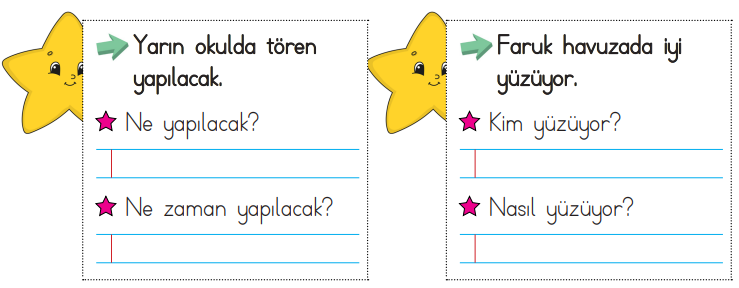 Yarın okulda tören
yapılacak.
Ne yapılacak?
Ne zaman yapılacak?
Faruk havuzada iyi
yüzüyor.
Kim yüzüyor?
Nasıl yüzüyor?